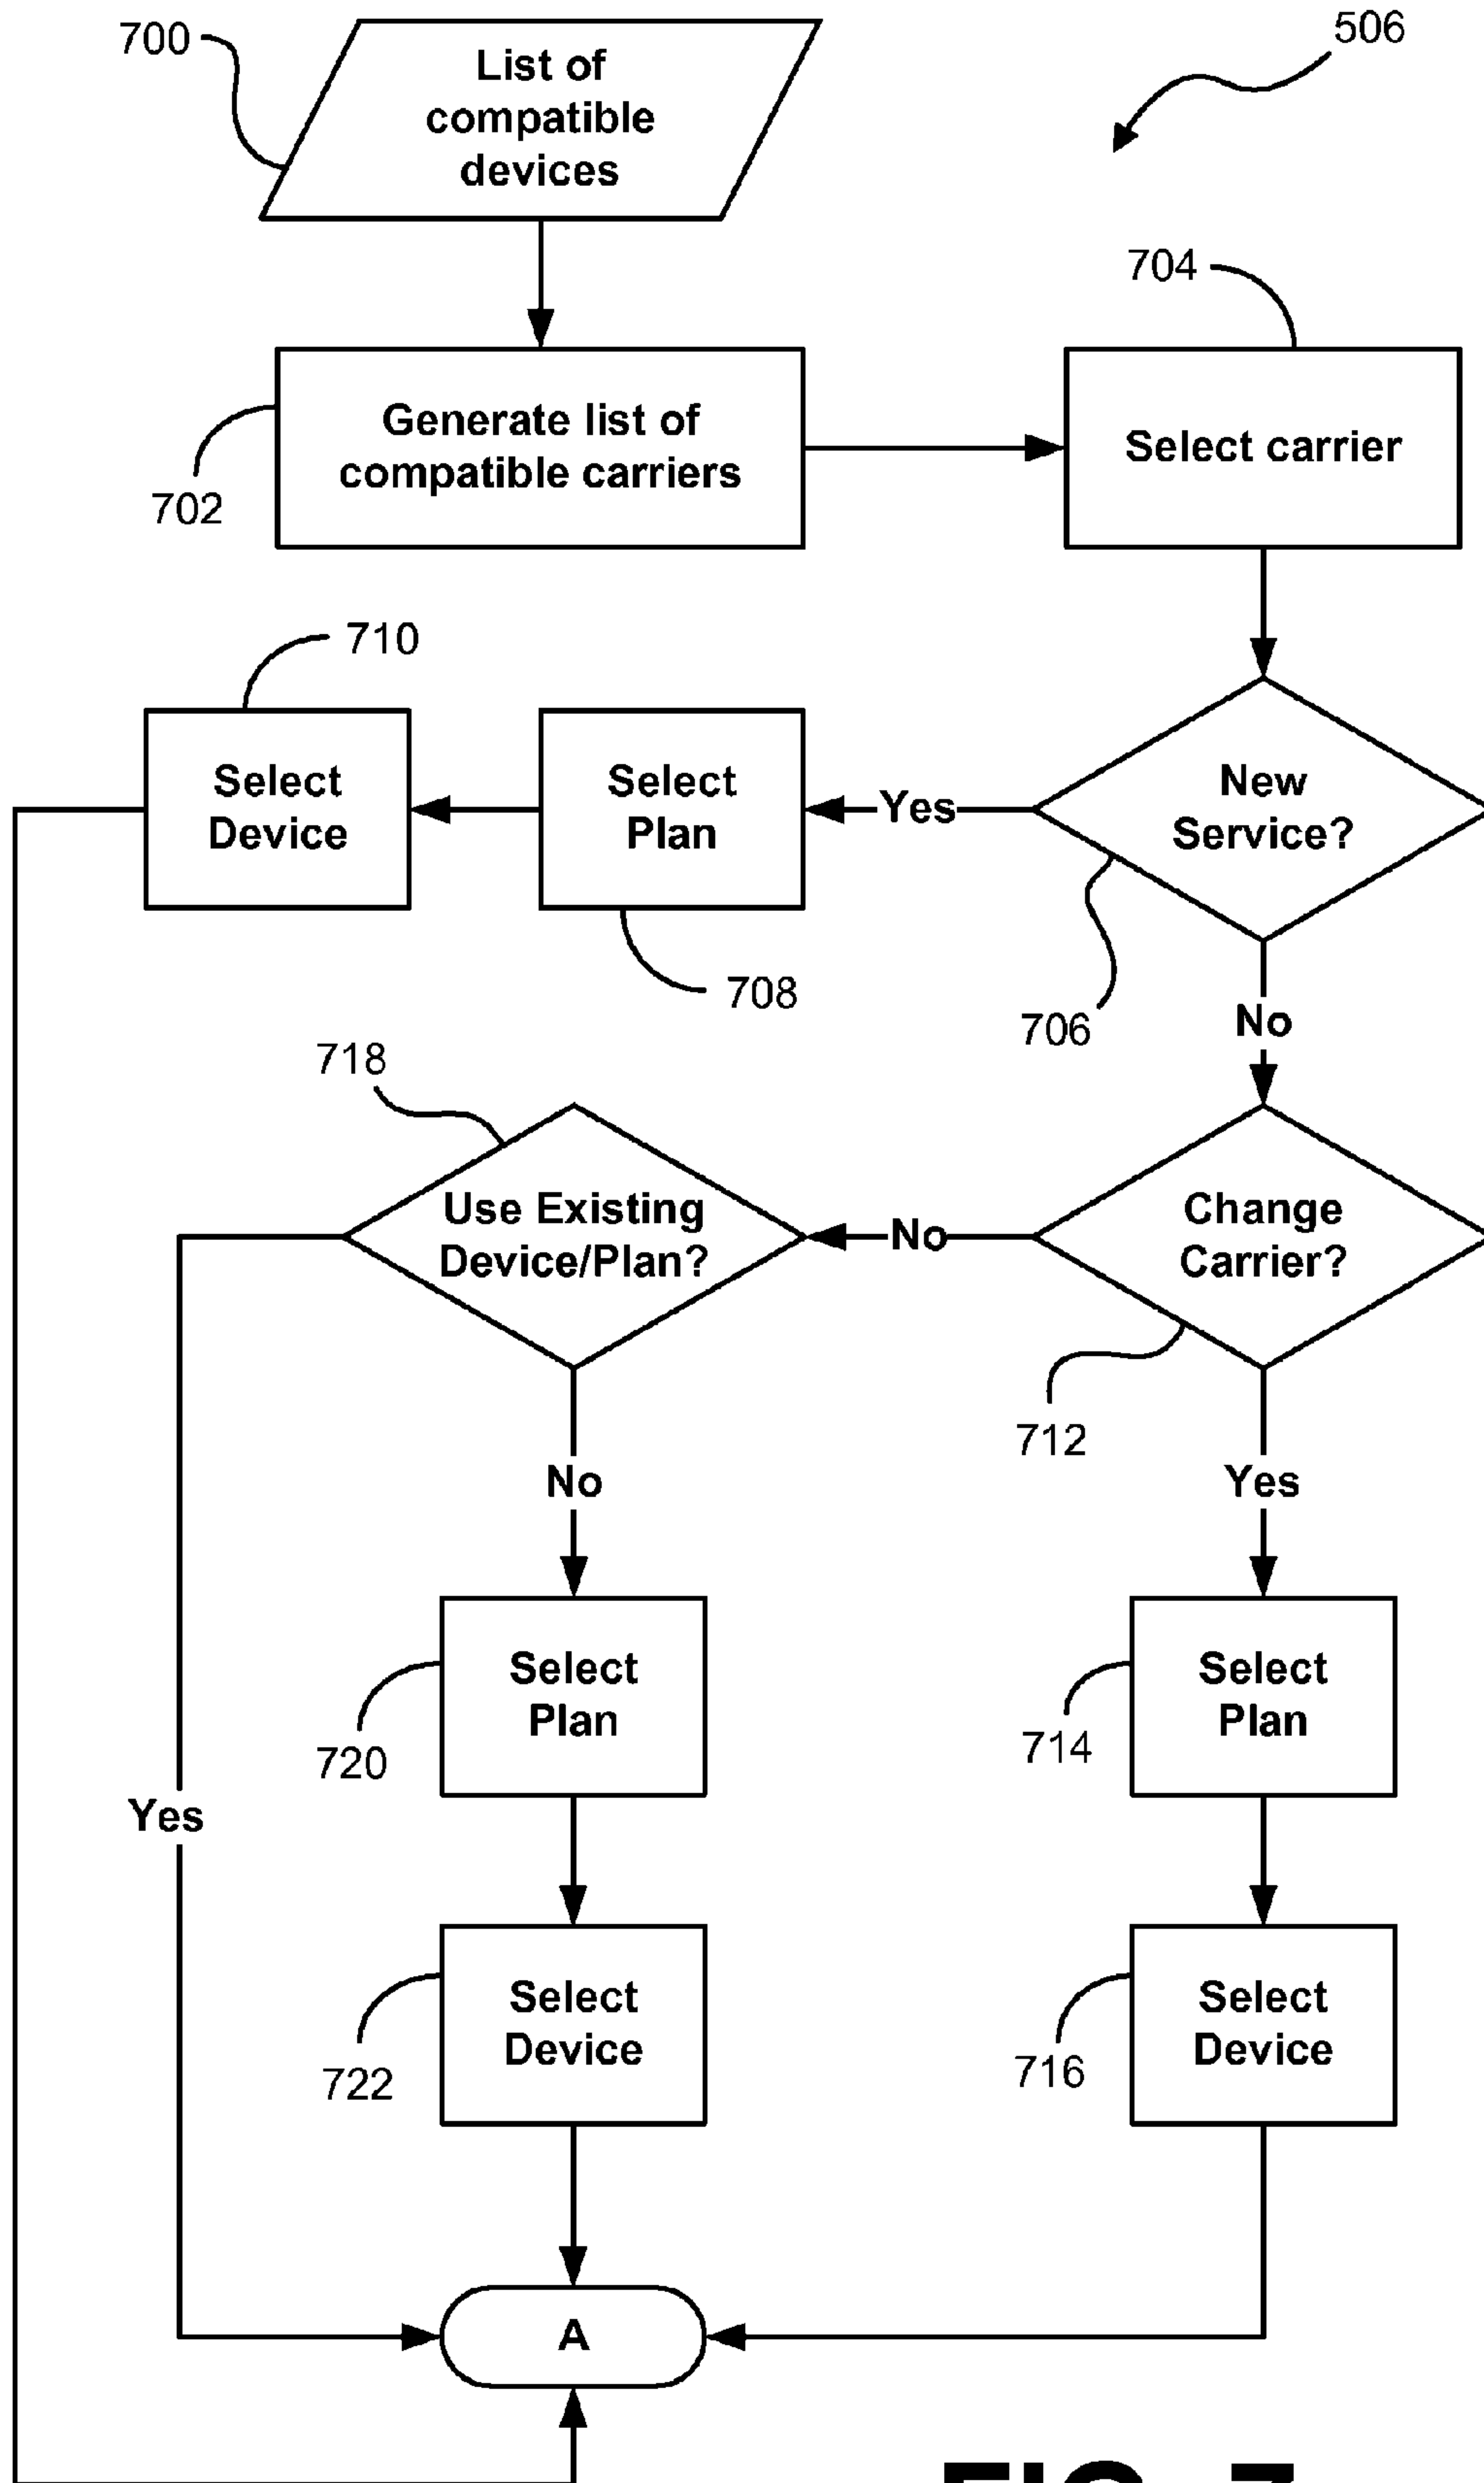 700
506
List of
compatible
devices
704
Generate list of
compatible carriers
Select carrier
702
710
Select
Device
Select
Plan
Yes
New
Service?
708
706
No
718
Use Existing
Device/Plan?
No
Change
Carrier?
712
No
Yes
Select
Plan
Select
Plan
720
714
Yes
Select
Device
Select
Device
722
716
A